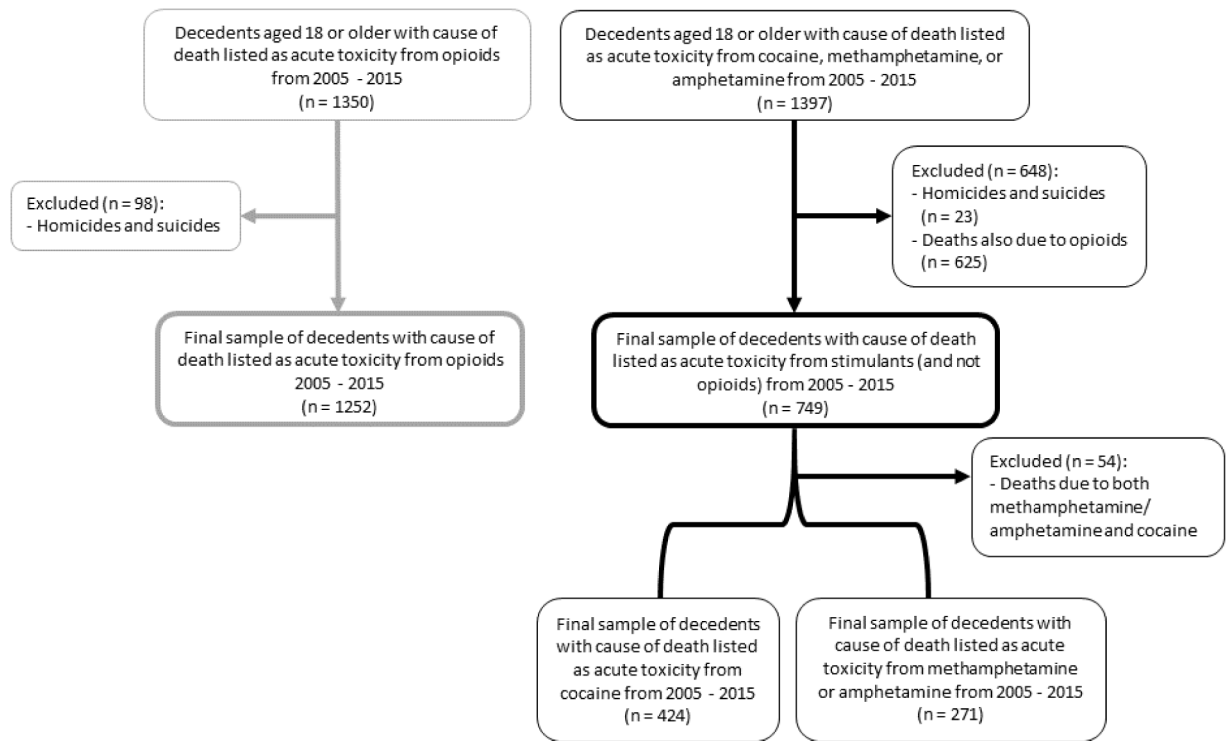 Decedents aged 18 or older with cause of
death listed as acute toxicity from opioids
from 2005 - 2015
(n = 1350)
Decedents aged 18 or older with cause of death listed
as acute toxicity from cocaine, methamphetamine, or
amphetamine from 2005 - 2015
(n = 1397)
Excluded (n = 98):
- Homicides and suicides
Excluded (n = 648):
- Homicides and suicides
(n = 23)
- Deaths also due to opioids
(n = 625)
Final sample of decedents with cause of
death listed as acute toxicity from opioids
2005 - 2015
(n = 1252)
Final sample of decedents with cause of death
listed as acute toxicity from stimulants (and not
opioids) from 2005 - 2015
(n = 749)
Excluded (n = 54):
- Deaths due to both
methamphetamine/
amphetamine and cocaine
Final sample of decedents
with cause of death listed
as acute toxicity from
cocaine from 2005 - 2015
(n = 424)
Final sample of decedents with
cause of death listed as acute
toxicity from methamphetamine
or amphetamine from 2005 - 2015
(n = 271)